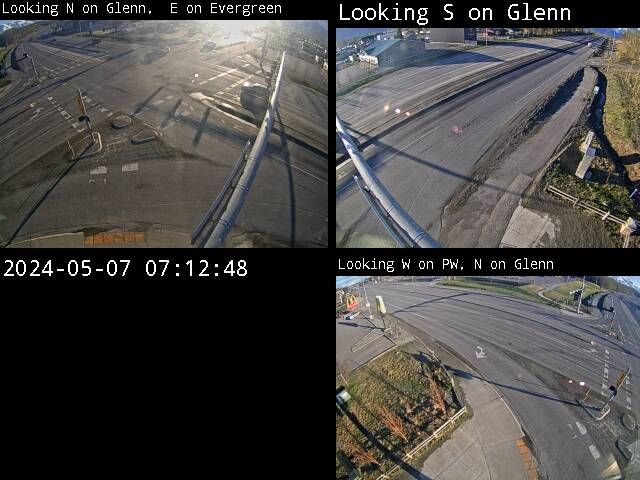 Looking N on Glenn,  E on Evergreen
Looking S on Glenn
2024-05-07 07:12:48
Looking W on PW, N on Glenn